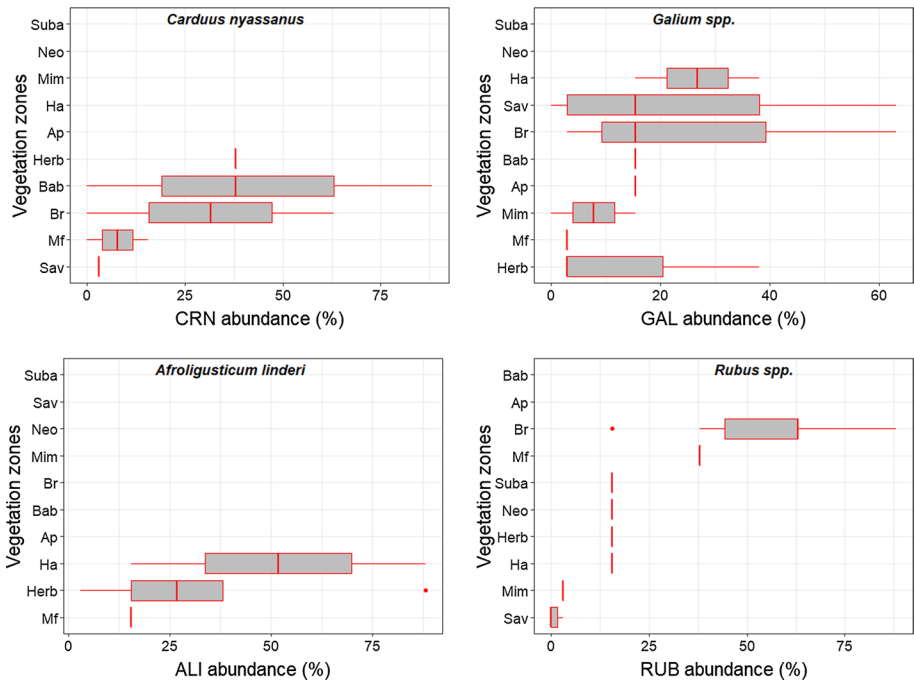 Carduus nyassanus
Vegetation zones
Suba
Neo
Mim
Ha
Ap
Herb
Bab
Br
Mf
Sav
0 25 50 75
CRN abundance (%)
Galium spp.
Vegetation zones
Suba
Neo
Ha
Sav
Br
Bab
Ap
Mim
Mf
Herb
0 20 40 60
GAL abundance (%)
Afroligusticum linderi
Vegetation zones
Suba
Sav
Neo
Mim
Br
Bab
Ap
Ha
Herb
Mf
0 25 50 75
ALI abundance (%)
Rubus spp.
Vegetation zones
Bab
Ap
Br
Mf
Suba
Neo
Herb
Ha
Mim
Sav
0 25 50 75
RUB abundance (%)